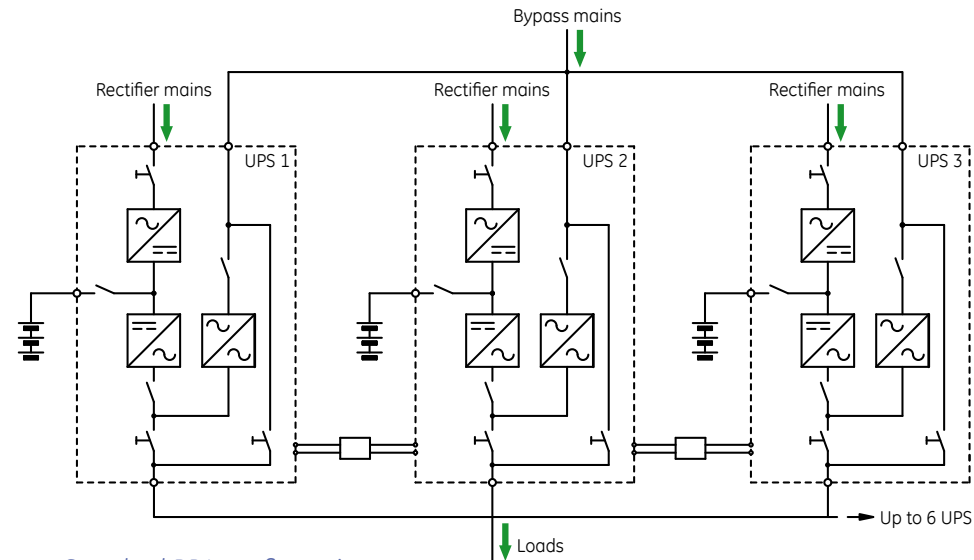 Bypass mains
Rectifier mains
Rectifier mains
Rectifier mains
UPS 1
UPS 2
UPS 3
Up to 6 UPS
Loads